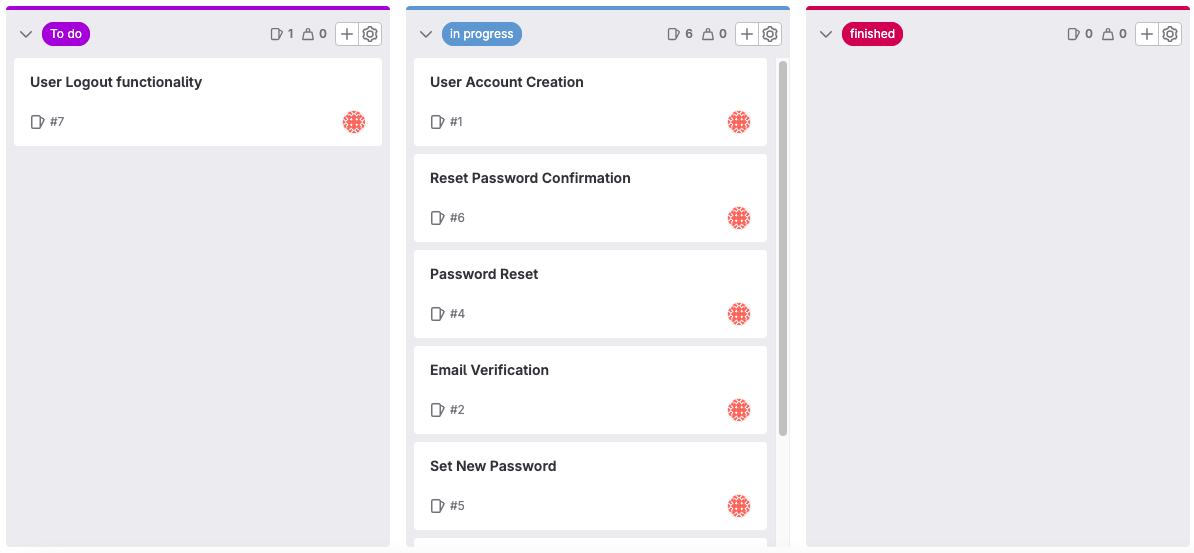 To do 1 0
User Logout functionality
#7
in progress 6 0
User Account Creation
#1
Reset Password Confirmation
#6
Password Reset
#4
Email Verification
#2
Set New Password
#5
finished 0 0